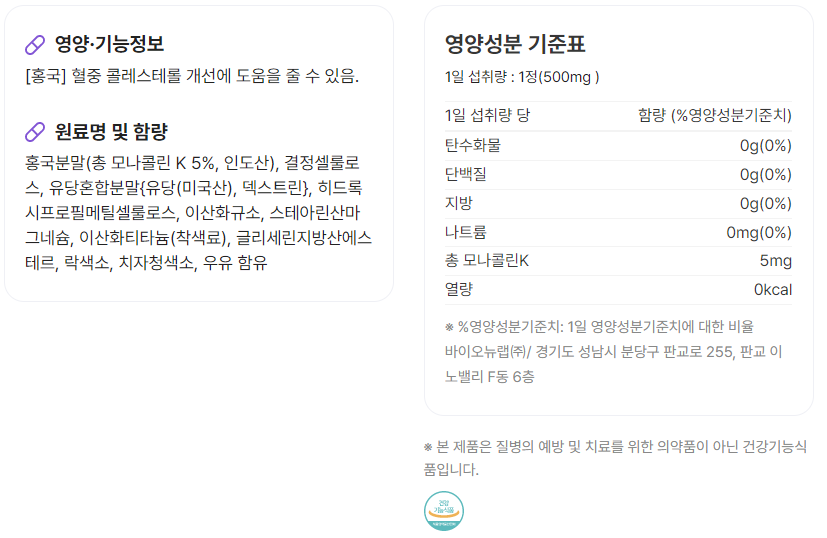 영양·기능정보
[홍국] 혈중 콜레스테롤 개선에 도움을 줄 수 있음.
원료명 및 함량
홍국분말(총 모나콜린 K 5%, 인도산), 결정셀룰로
스, 유당혼합분말{유당(미국산), 덱스트린}, 히드록
시프로필메틸셀룰로스, 이산화규소, 스테아린산마
그네슘, 이산화티타늄(착색료), 글리세린지방산에스
테르, 락색소, 치자청색소, 우유 함유
영양성분 기준표
1일 섭취량 : 1정(500mg )
1일 섭취량 당 함량 (%영양성분기준치)
탄수화물 0g(0%)
단백질 0g(0%)
지방 0g(0%)
나트륨 0mg(0%)
총 모나콜린K 5mg
열량 0kcal
※ %영양성분기준치: 1일 영양성분기준치에 대한 비율
바이오뉴랩㈜/ 경기도 성남시 분당구 판교로 255, 판교 이
노밸리 F동 6층
※ 본 제품은 질병의 예방 및 치료를 위한 의약품이 아닌 건강기능식
품입니다.
건강
기능식품